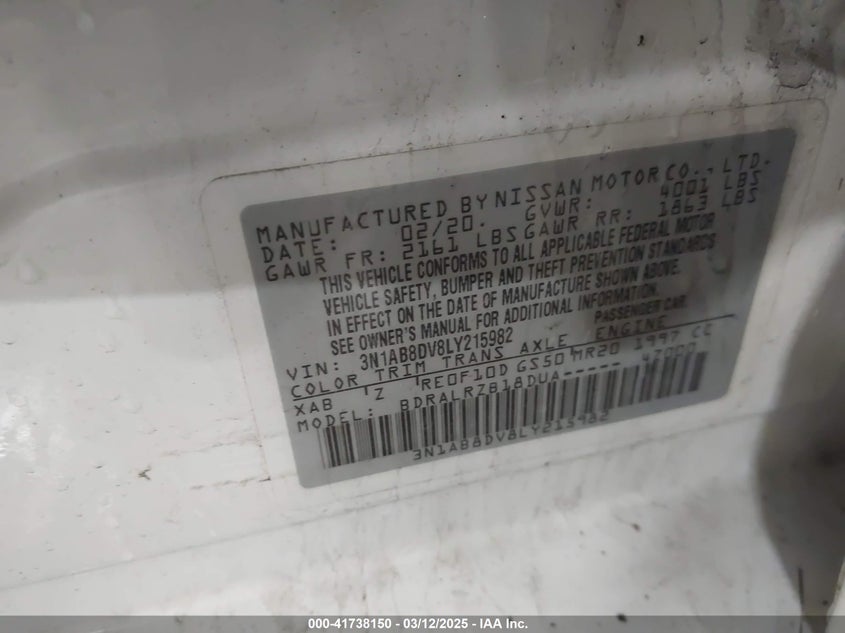 MANUFACTURED BY NISSAN MOTOR CO., LTD.
DATE: 02/20. GVWR: 4001 LBS
GAWR FR: 2161 LBS GAWR RR: 1863 LBS
THIS VEHICLE CONFORMS TO ALL APPLICABLE FEDERAL MOTOR
VEHICLE SAFETY, BUMPER AND THEFT PREVENTION STANDARDS
IN EFFECT ON THE DATE OF MANUFACTURE SHOWN ABOVE.
SEE OWNER'S MANUAL FOR ADDITIONAL INFORMATION.
VIN: 3N1AB8DV8LY215982 PASSENGER CAR
COLOR TRIM TRANS AXLE ENGINE
XAB 'Z 'RE0F10D GS50 MR20 1997 CC
MODEL: BDRALRZB18DUA----- 47000
3N1AB8DV8LY215982
000-41738150 - 03/12/2025 - IAA Inc.